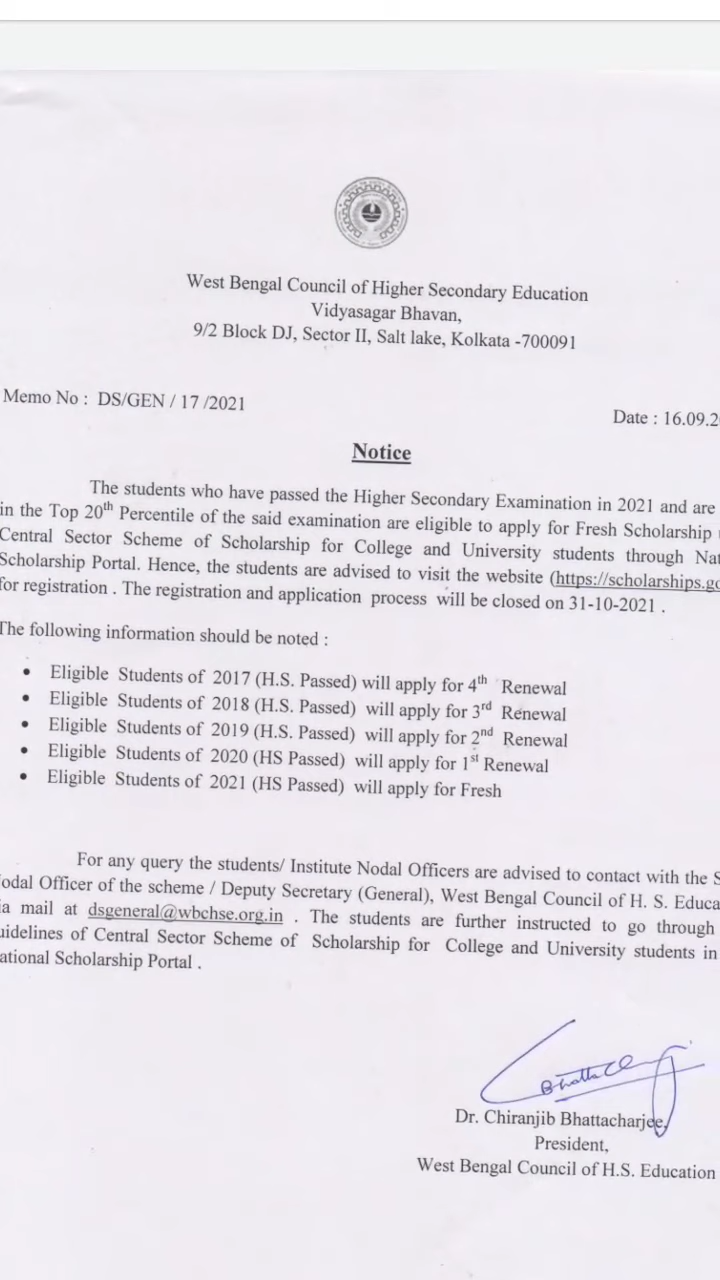 West Bengal Council of Higher Secondary Education
Vidyasagar Bhavan,
9/2 Block DJ, Sector II, Salt lake, Kolkata -700091
Memo No : DS/GEN / 17 /2021
Date : 16.09.2
Notice
The students who have passed the Higher Secondary Examination in 2021 and are
in the Top 20th Percentile of the said examination are eligible to apply for Fresh Scholarship
Central Sector Scheme of Scholarship for College and University students through Nat
Scholarship Portal. Hence, the students are advised to visit the website (https://scholarships.go
for registration . The registration and application process will be closed on 31-10-2021 .
The following information should be noted :
• Eligible Students of 2017 (H.S. Passed) will apply for 4th Renewal
• Eligible Students of 2018 (H.S. Passed) will apply for 3rd Renewal
• Eligible Students of 2019 (H.S. Passed) will apply for 2nd Renewal
• Eligible Students of 2020 (HS Passed) will apply for 1st Renewal
• Eligible Students of 2021 (HS Passed) will apply for Fresh
For any query the students/ Institute Nodal Officers are advised to contact with the S
odal Officer of the scheme / Deputy Secretary (General), West Bengal Council of H. S. Educa
ia mail at dsgeneral@wbchse.org.in . The students are further instructed to go through
uidelines of Central Sector Scheme of Scholarship for College and University students in
ational Scholarship Portal .
Dr. Chiranjib Bhattacharjee,
President,
West Bengal Council of H.S. Education